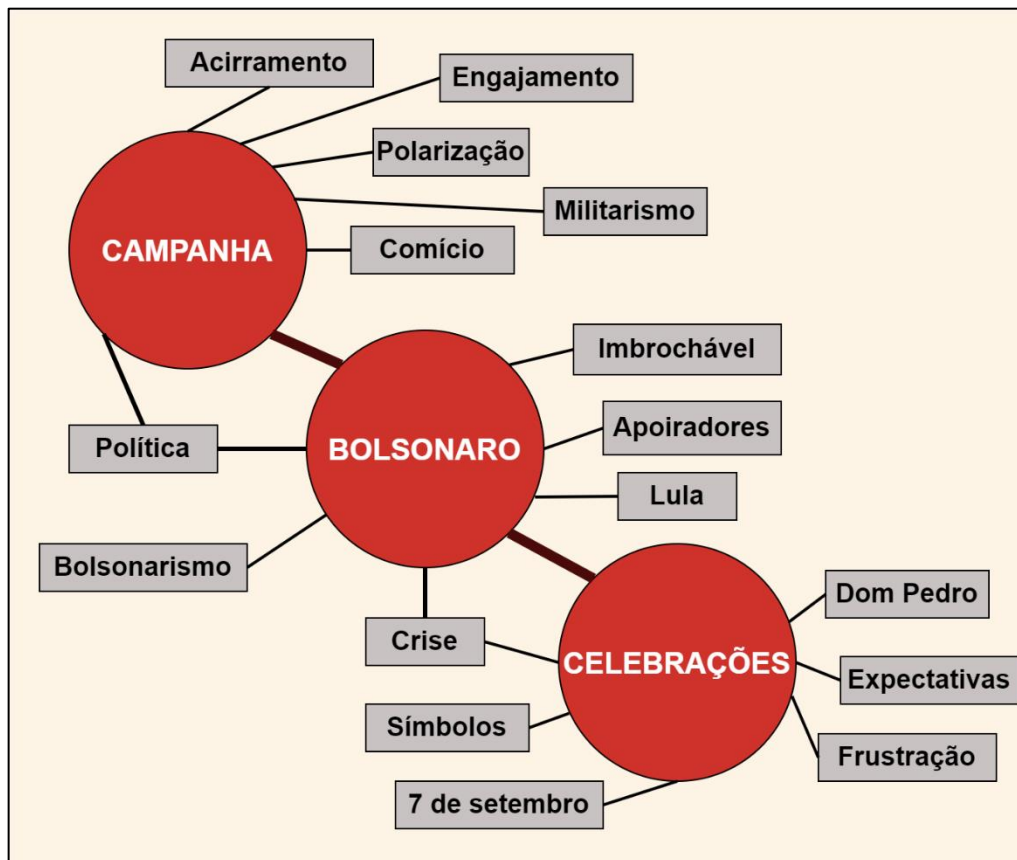 Acirramento
Engajamento
Polarização
Militarismo
CAMPANHA
Comício
Imbrochável
Apoiradores
Política
BOLSONARO
Lula
Bolsonarismo
Dom Pedro
Crise
CELEBRAÇÕES
Expectativas
Símbolos
Frustração
7 de setembro